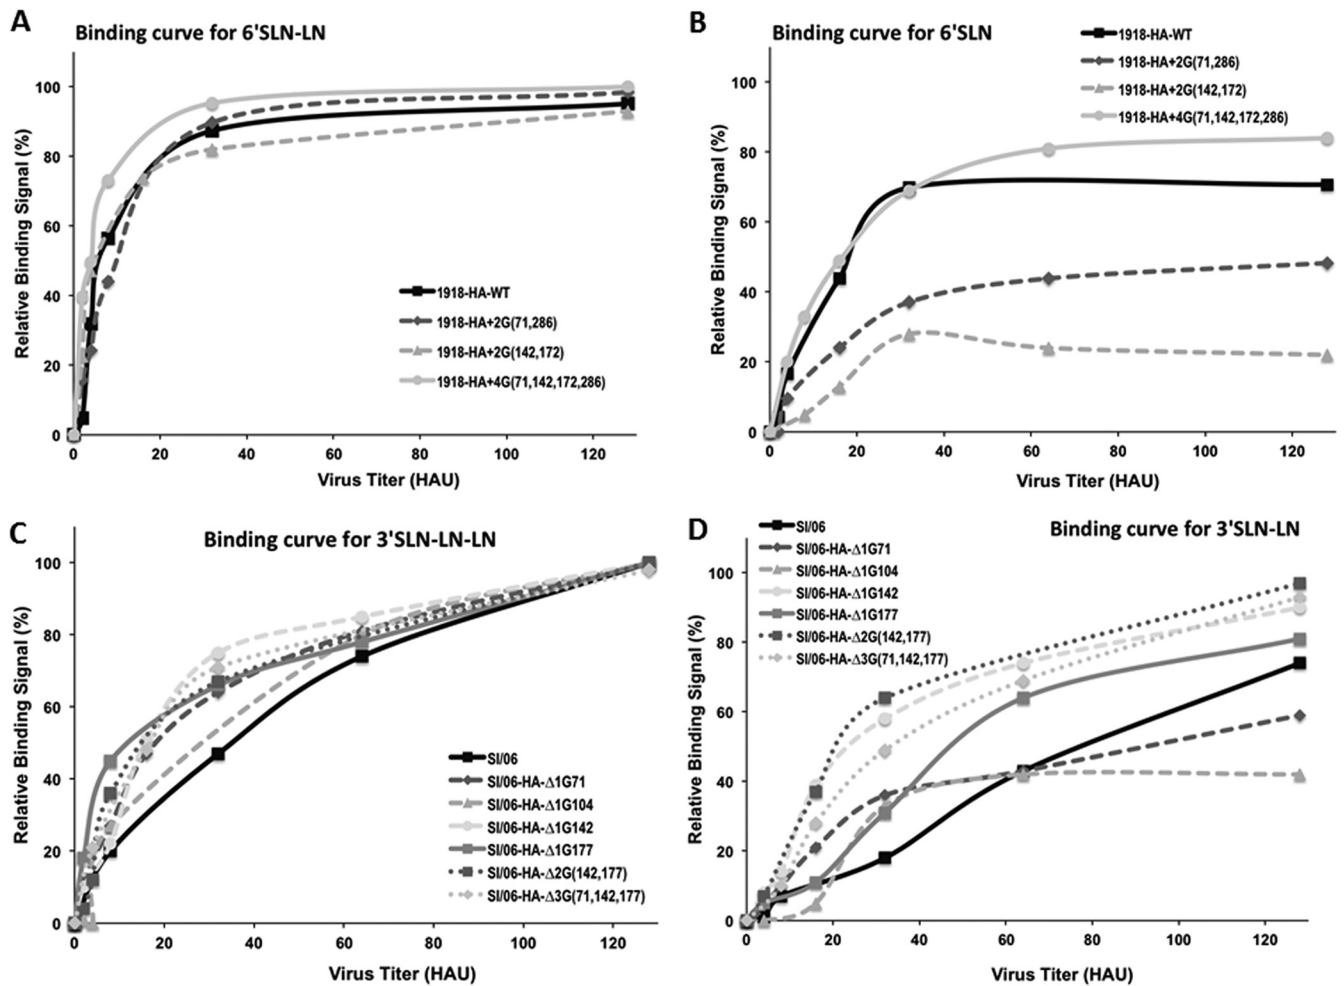 A
Binding curve for 6'SLN-LN
Relative Binding Signal (%)
100
80
60
40
20
0
0 20 40 60 80 100 120
Virus Titer (HAU)
1918-HA-WT
1918-HA+2G(71,286)
1918-HA+2G(142,172)
1918-HA+4G(71,142,172,286)
B
Binding curve for 6'SLN
1918-HA-WT
1918-HA+2G(71,286)
1918-HA+2G(142,172)
1918-HA+4G(71,142,172,286)
Relative Binding Signal (%)
100
80
60
40
20
0
0 20 40 60 80 100 120
Virus Titer (HAU)
C
Binding curve for 3'SLN-LN-LN
Relative Binding Signal (%)
100
80
60
40
20
0
0 20 40 60 80 100 120
Virus Titer (HAU)
SI/06
SI/06-HA-Δ1G71
SI/06-HA-Δ1G104
SI/06-HA-Δ1G142
SI/06-HA-Δ1G177
SI/06-HA-Δ2G(142,177)
SI/06-HA-Δ3G(71,142,177)
D
Binding curve for 3'SLN-LN
SI/06
SI/06-HA-Δ1G71
SI/06-HA-Δ1G104
SI/06-HA-Δ1G142
SI/06-HA-Δ1G177
SI/06-HA-Δ2G(142,177)
SI/06-HA-Δ3G(71,142,177)
Relative Binding Signal (%)
100
80
60
40
20
0
0 20 40 60 80 100 120
Virus Titer (HAU)